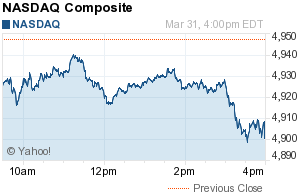 NASDAQ Composite
NASDAQ Mar 31, 4:00pm EDT
4,950
4,940
4,930
4,920
4,910
4,900
4,890
© Yahoo!
10am 12pm 2pm 4pm
Previous Close